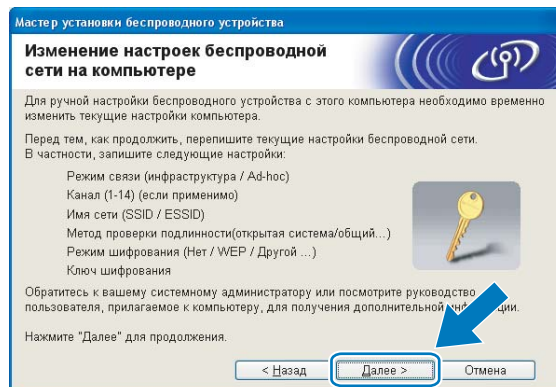 Мастер установки беспроводного устройства
Изменение настроек беспроводной
сети на компьютере
Для ручной настройки беспроводного устройства с этого компьютера необходимо временно
изменить текущие настройки компьютера.
Перед тем, как продолжить, перепишите текущие настройки беспроводной сети.
В частности, запишите следующие настройки:
Режим связи (инфраструктура / Ad-hoc)
Канал (1-14) (если применимо)
Имя сети (SSID / ESSID)
Метод проверки подлинности(открытая система/общий...)
Режим шифрования (Нет / WEP / Другой ...)
Ключ шифрования
Обратитесь к вашему системному администратору или посмотрите руководство
пользователя, прилагаемое к компьютеру, для получения дополнительной
Нажмите "Далее" для продолжения.
< Назад Далее > Отмена